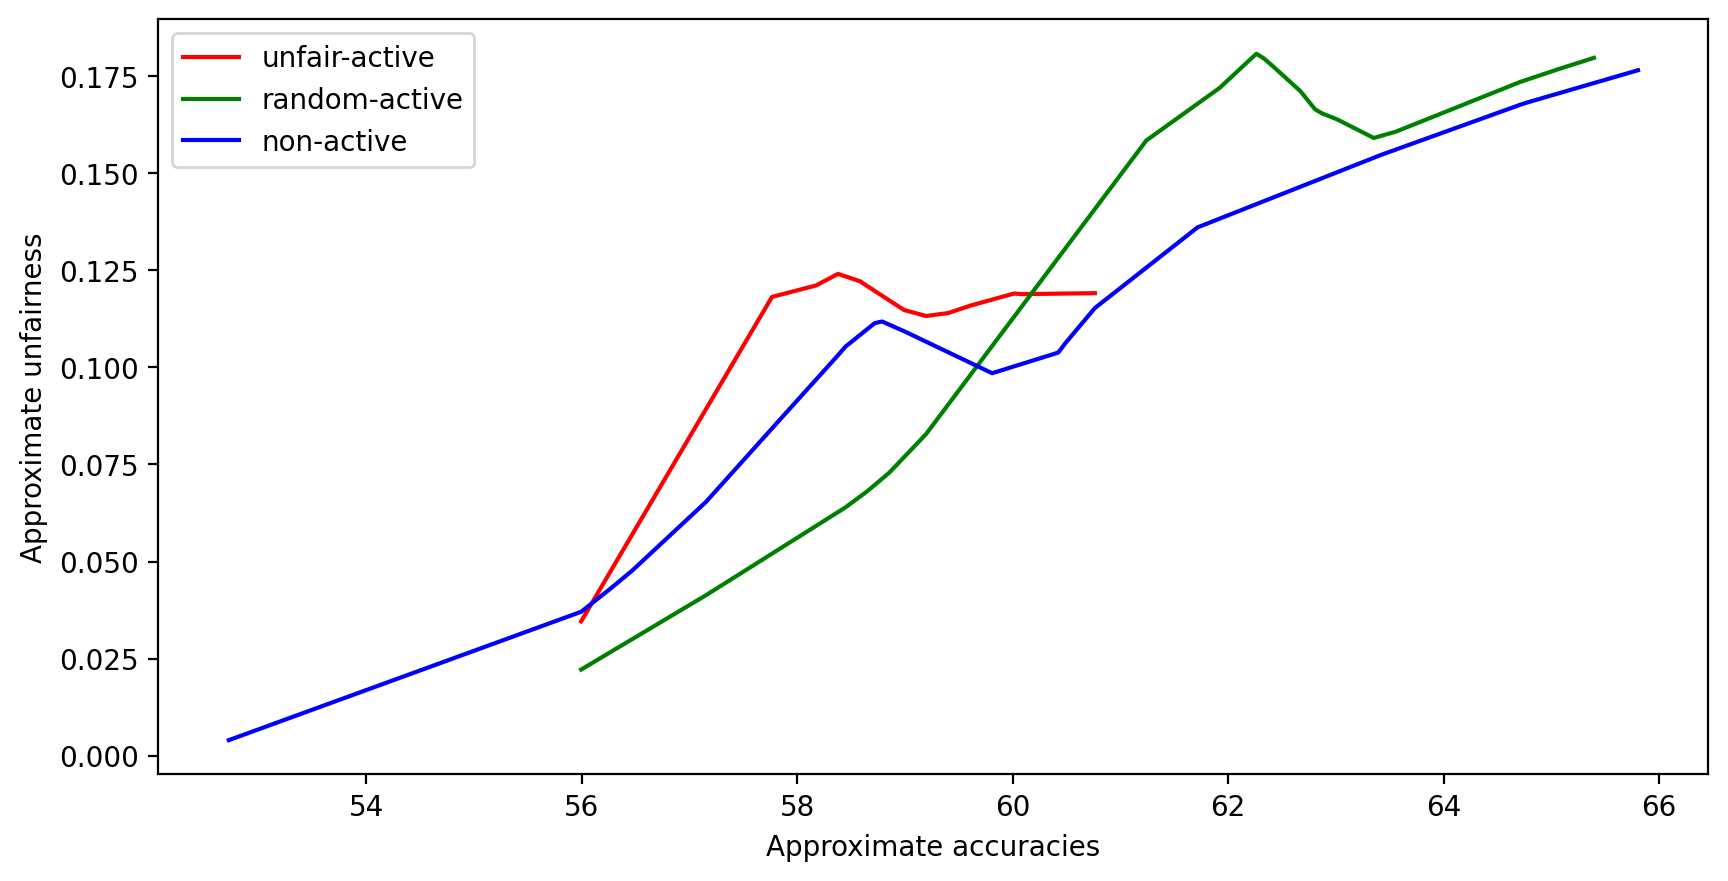 unfair-active
random-active
non-active
0.175
0.150
0.125
0.100
0.075
0.050
0.025
0.000
Approximate unfairness
54 56 58 60 62 64 66
Approximate accuracies